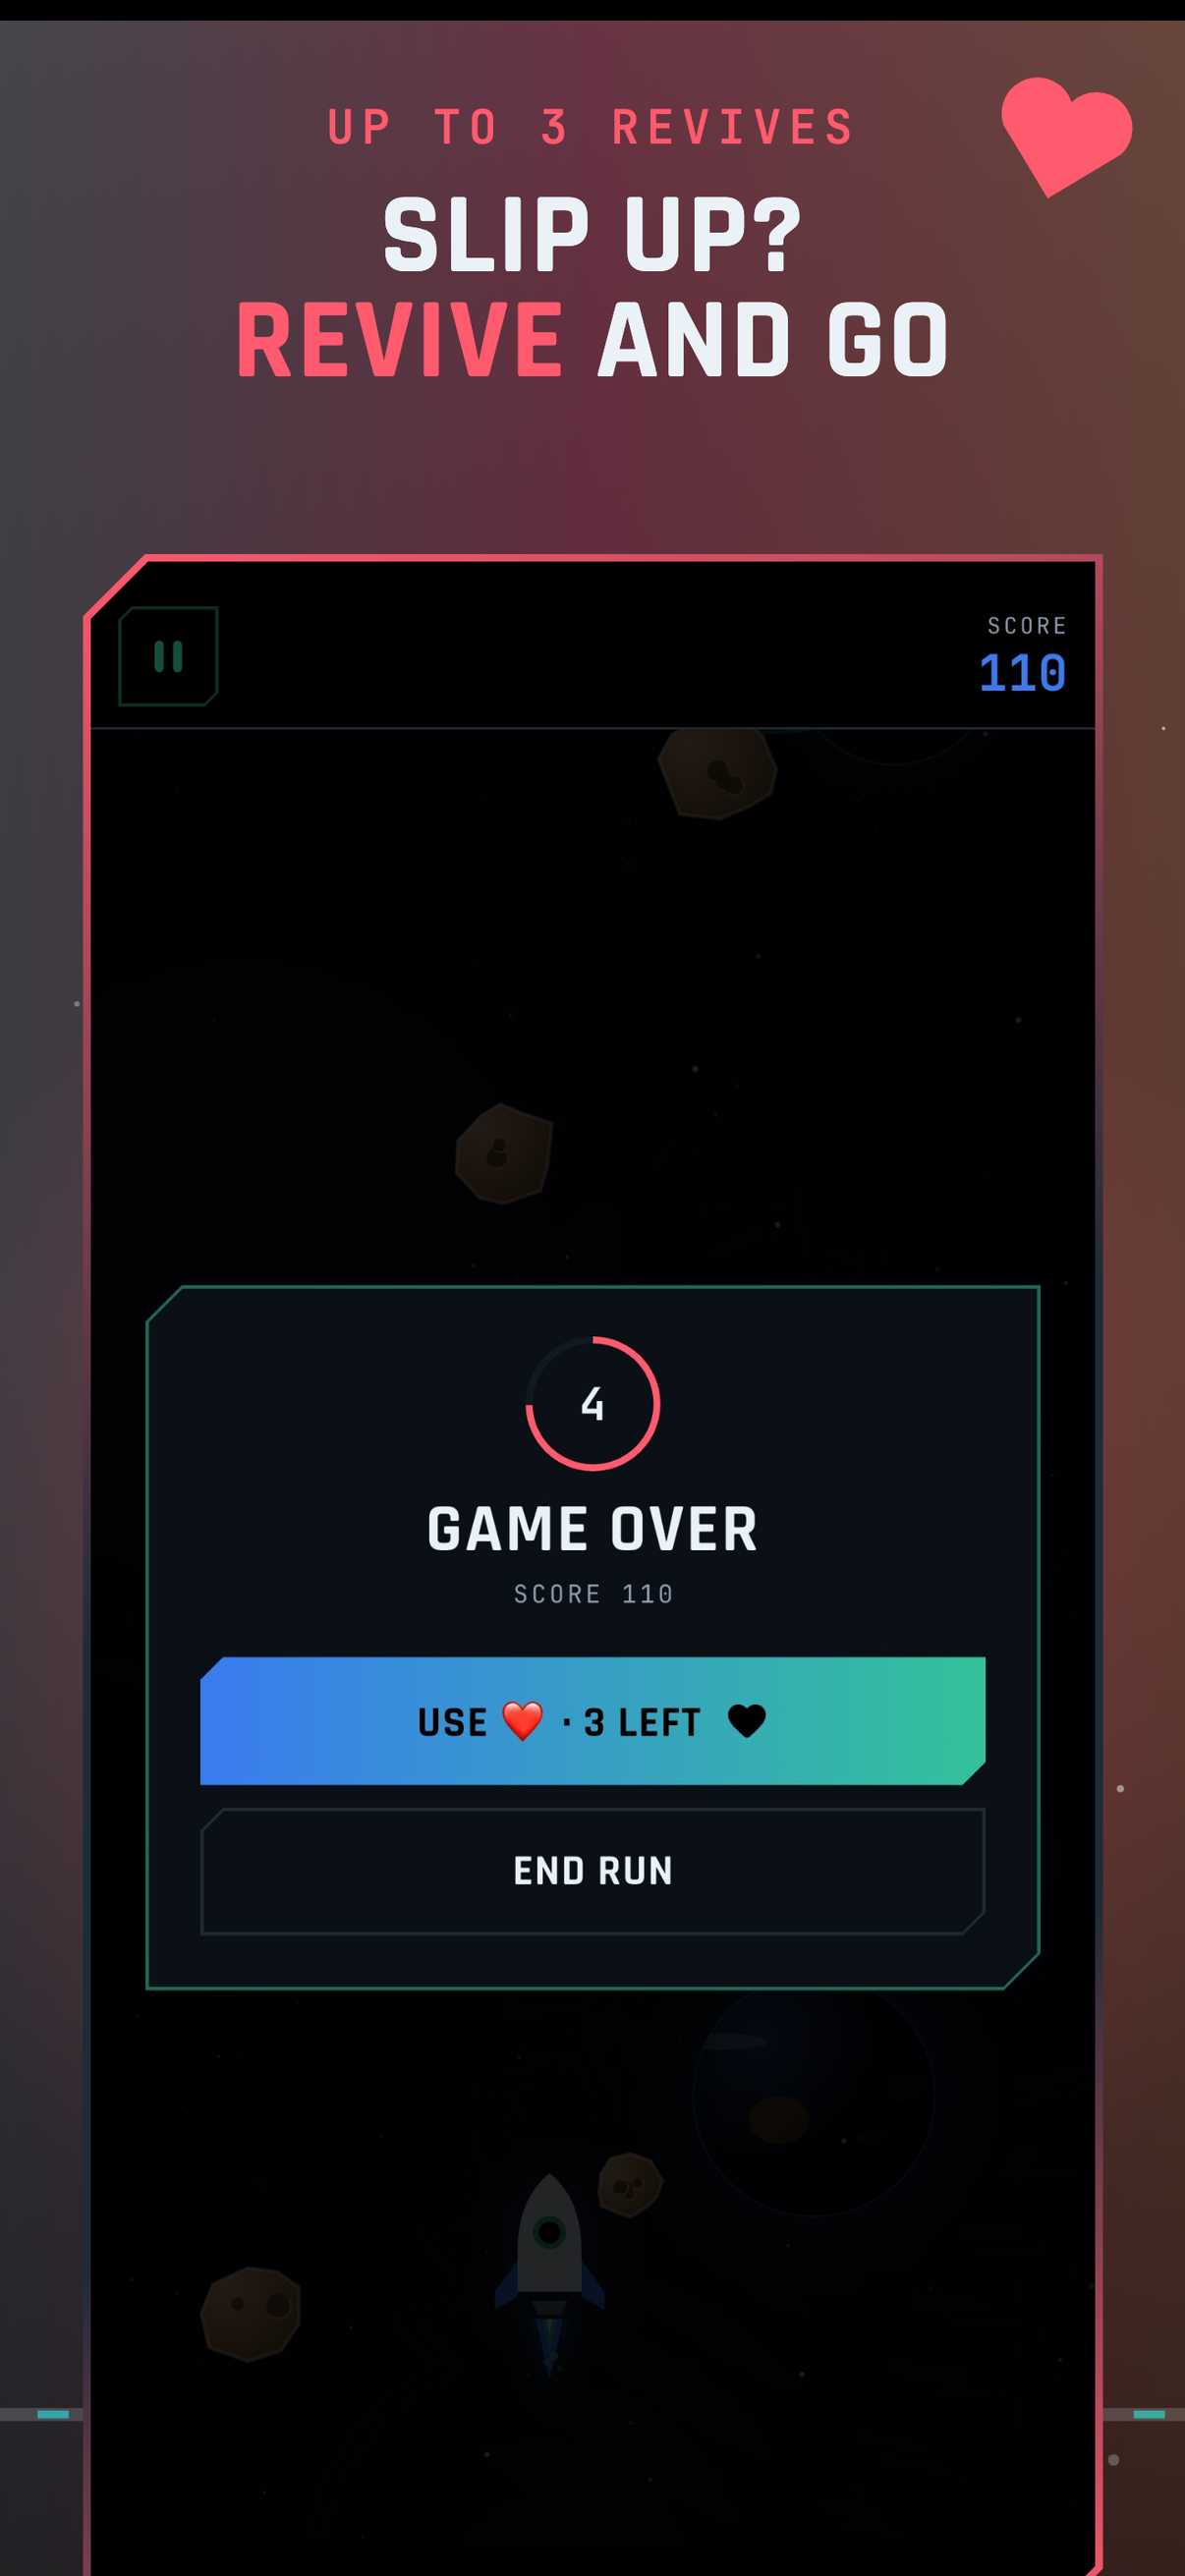 UP TO 3 REVIVES
SLIP UP?
REVIVE AND GO
SCORE
110
4
GAME OVER
SCORE 110
USE ❤️ · 3 LEFT 🖤
END RUN